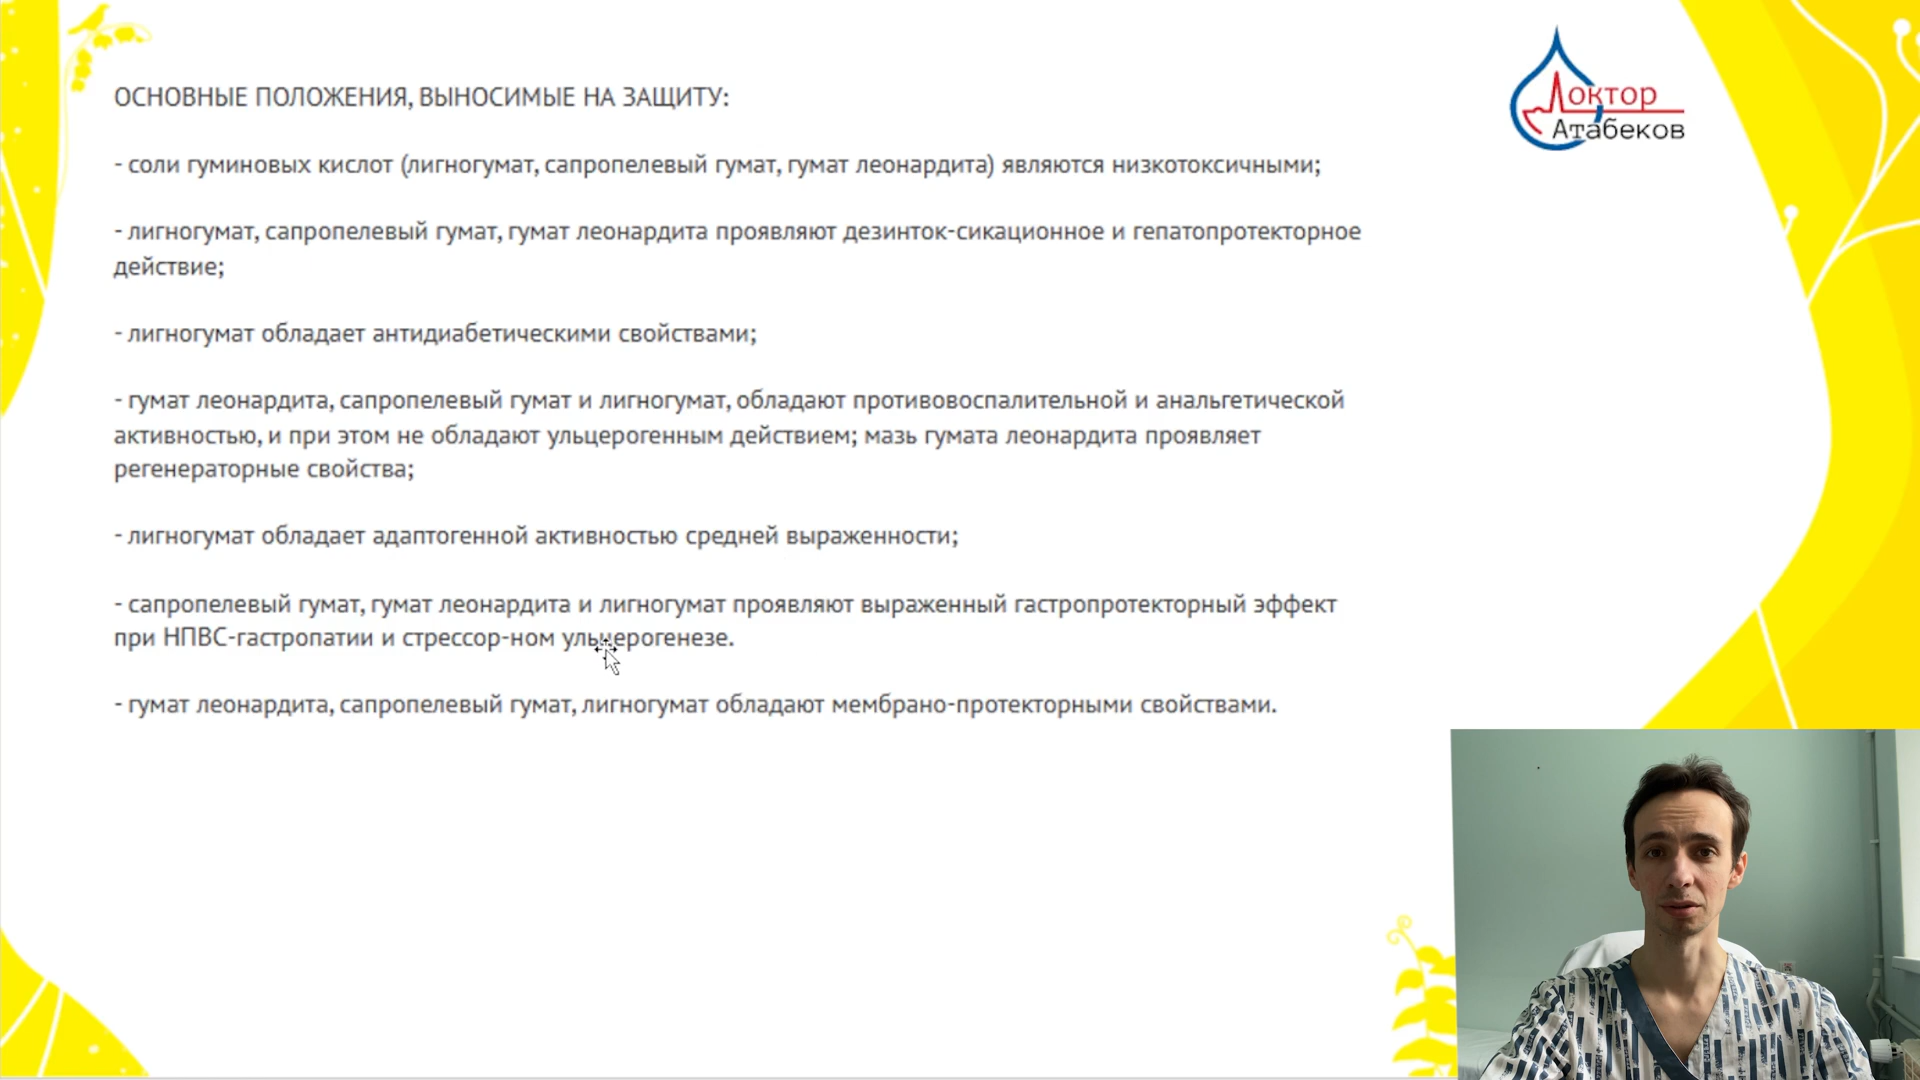 ОСНОВНЫЕ ПОЛОЖЕНИЯ, ВЫНОСИМЫЕ НА ЗАЩИТУ:
- соли гуминовых кислот (лигногумат, сапропелевый гумат, гумат леонардита) являются низкотоксичными;
- лигногумат, сапропелевый гумат, гумат леонардита проявляют дезинток-сикационное и гепатопротекторное
действие;
- лигногумат обладает антидиабетическими свойствами;
- гумат леонардита, сапропелевый гумат и лигногумат, обладают противовоспалительной и анальгетической
активностью, и при этом не обладают ульцерогенным действием; мазь гумата леонардита проявляет
регенераторные свойства;
- лигногумат обладает адаптогенной активностью средней выраженности;
- сапропелевый гумат, гумат леонардита и лигногумат проявляют выраженный гастропротекторный эффект
при НПВС-гастропатии и стрессор-ном ульцерогенезе.
- гумат леонардита, сапропелевый гумат, лигногумат обладают мембрано-протекторными свойствами.
Доктор
Атабеков